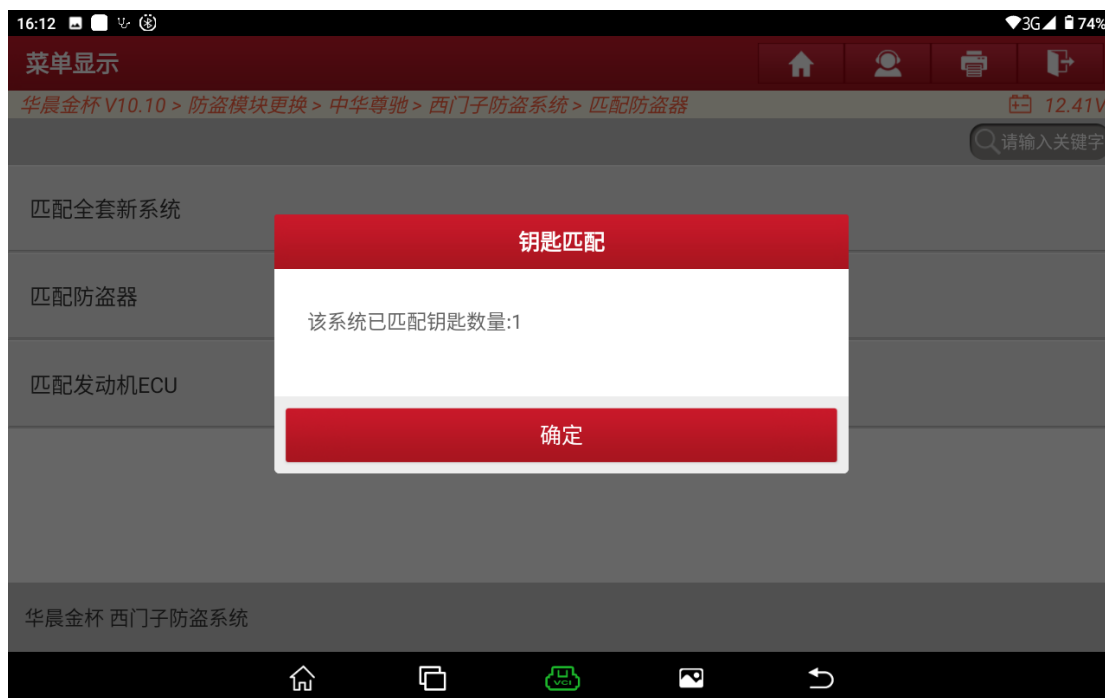 16:12
3G 74%
菜单显示
华晨金杯 V10.10 > 防盗模块更换 > 中华尊驰 > 西门子防盗系统 > 匹配防盗器
12.41V
请输入关键字
匹配全套新系统
钥匙匹配
匹配防盗器
该系统已匹配钥匙数量:1
匹配发动机ECU
确定
华晨金杯 西门子防盗系统
VCI